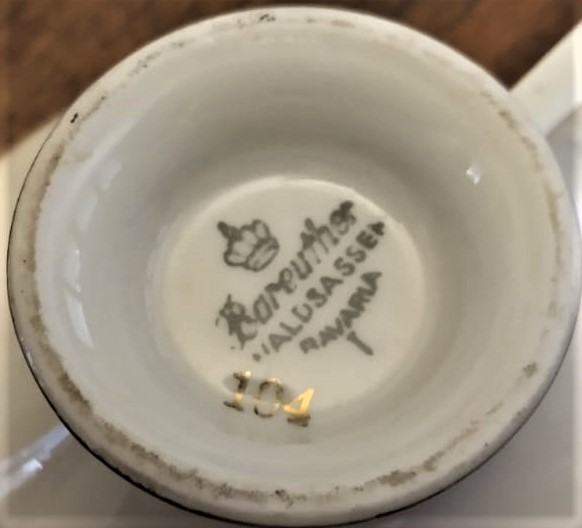 Bareuther
WALDSASSEN
BAVARIA
T
104